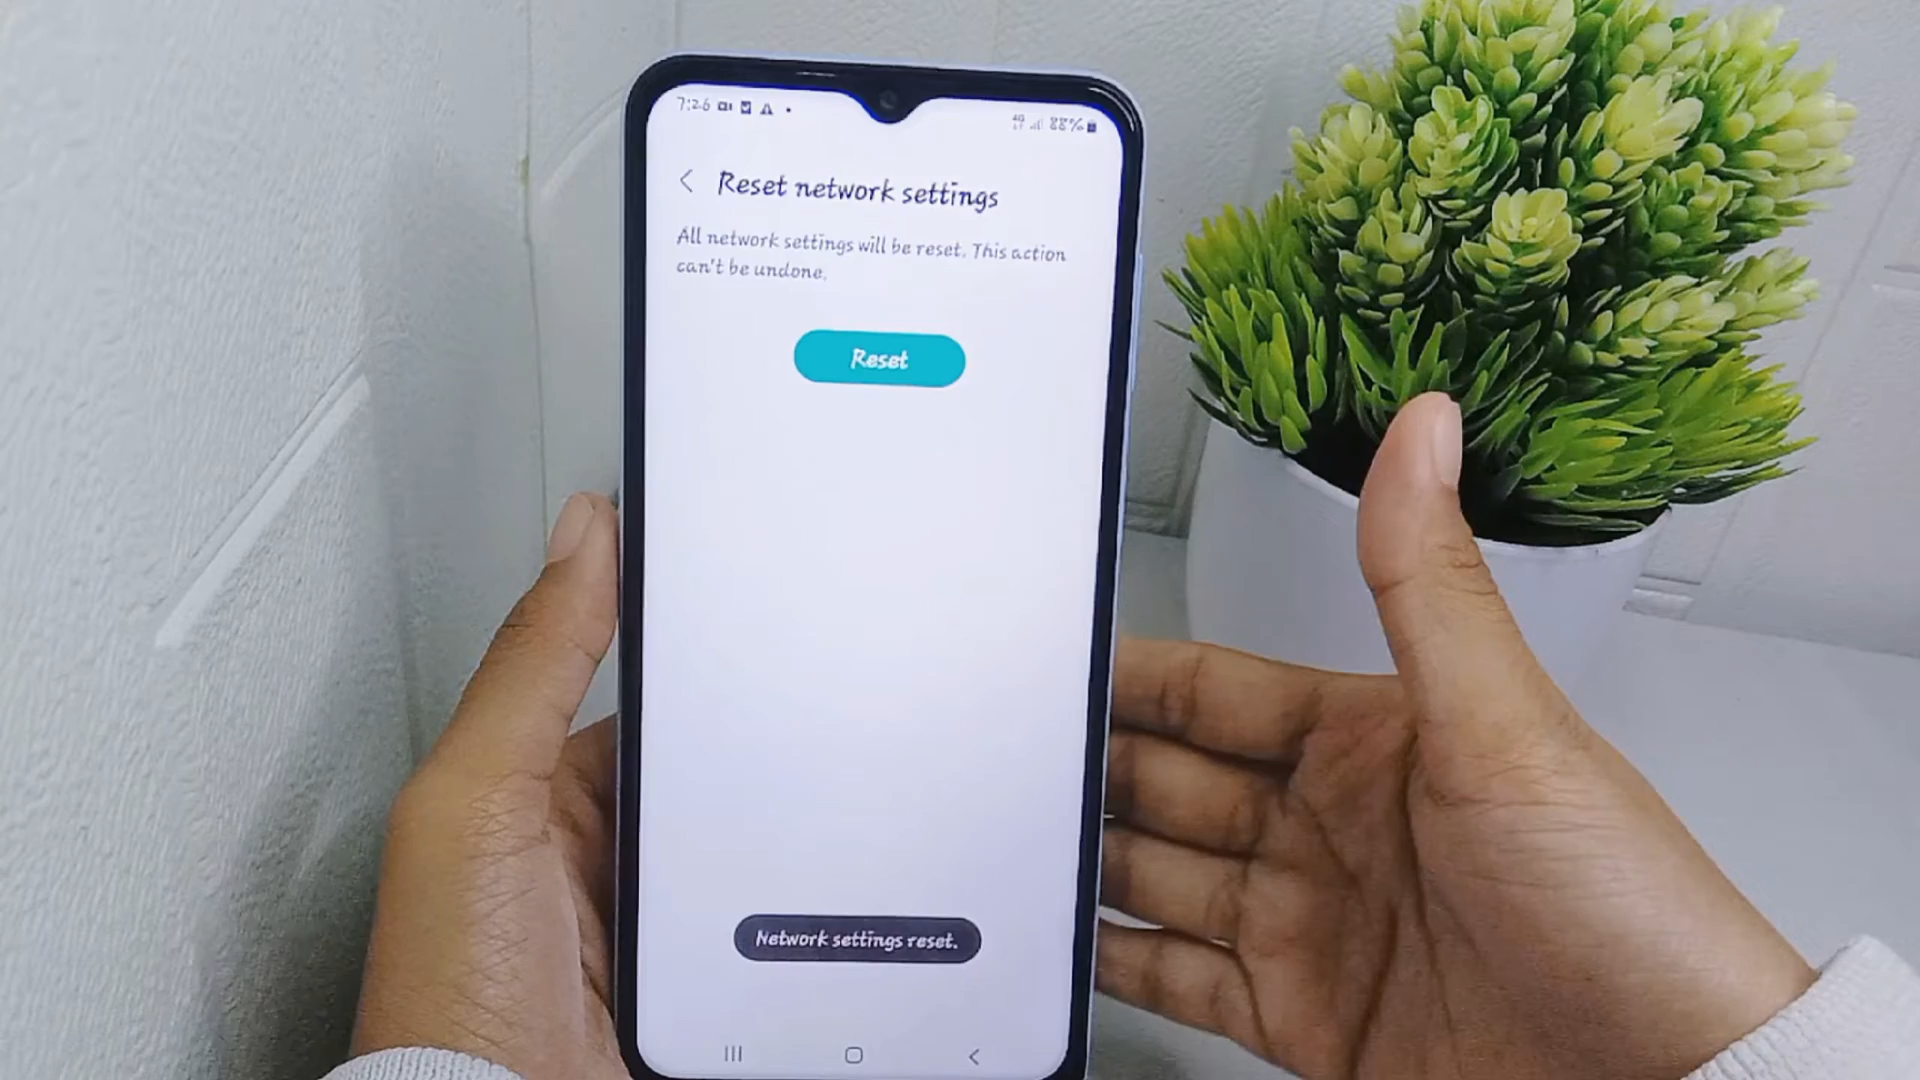 7:26
4G 88%
Reset network settings
All network settings will be reset. This action
can't be undone.
Reset
Network settings reset.